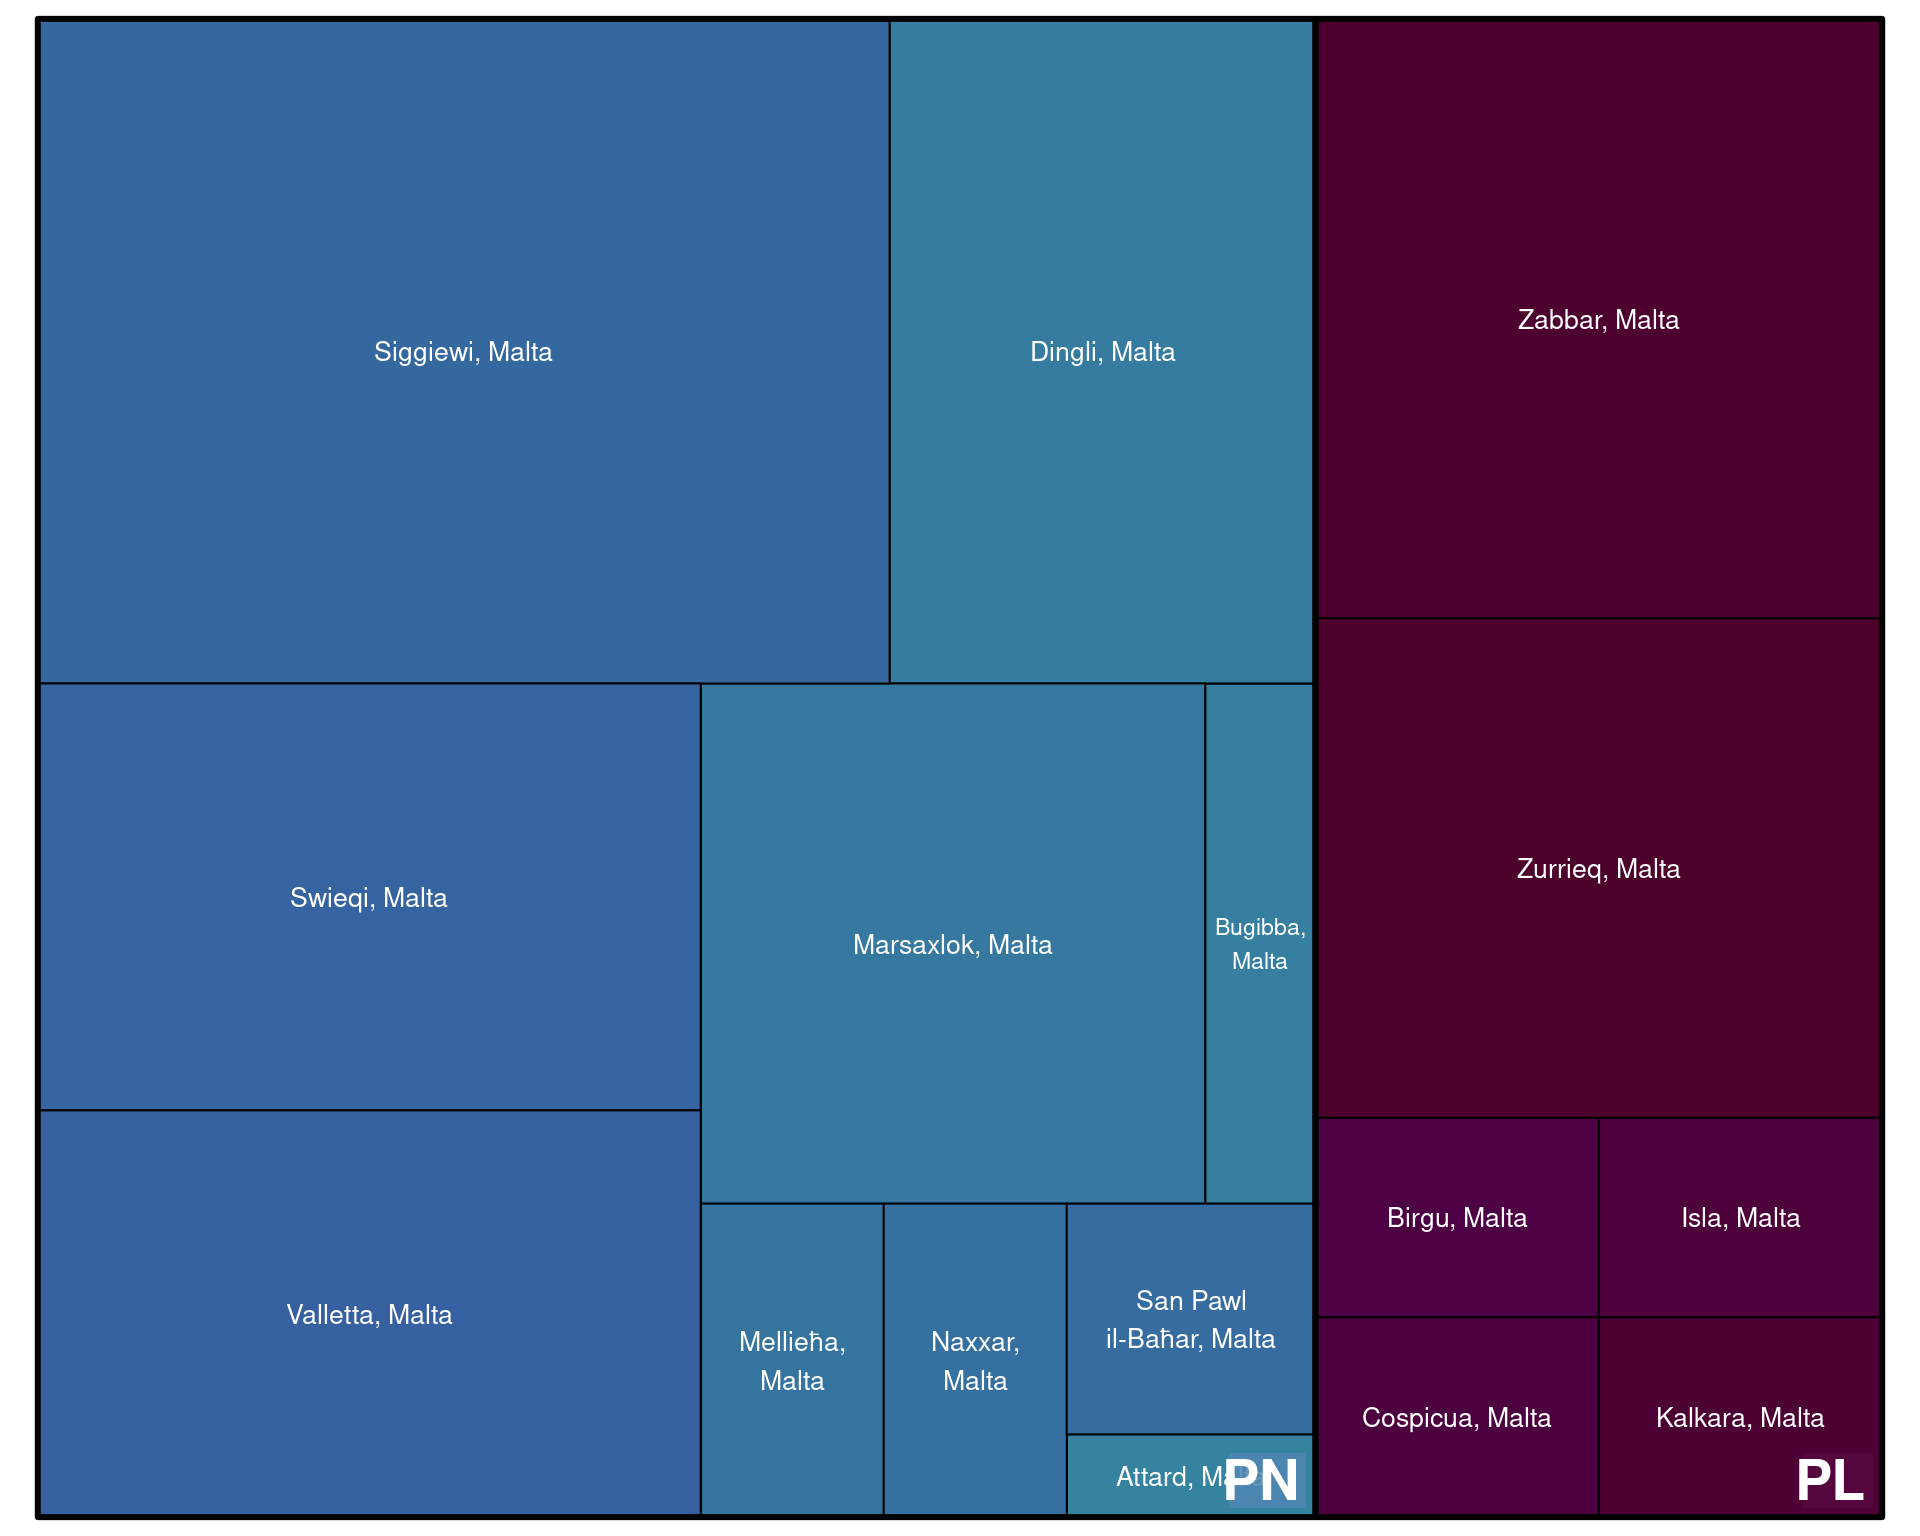 Siggiewi, Malta
Dingli, Malta
Zabbar, Malta
Swieqi, Malta
Marsaxlok, Malta
Bugibba,
Malta
Zurrieq, Malta
Valletta, Malta
Mellieħa,
Malta
Naxxar,
Malta
San Pawl
il-Baħar, Malta
Attard,
PN
Birgu, Malta
Isla, Malta
Cospicua, Malta
Kalkara, Malta
PL